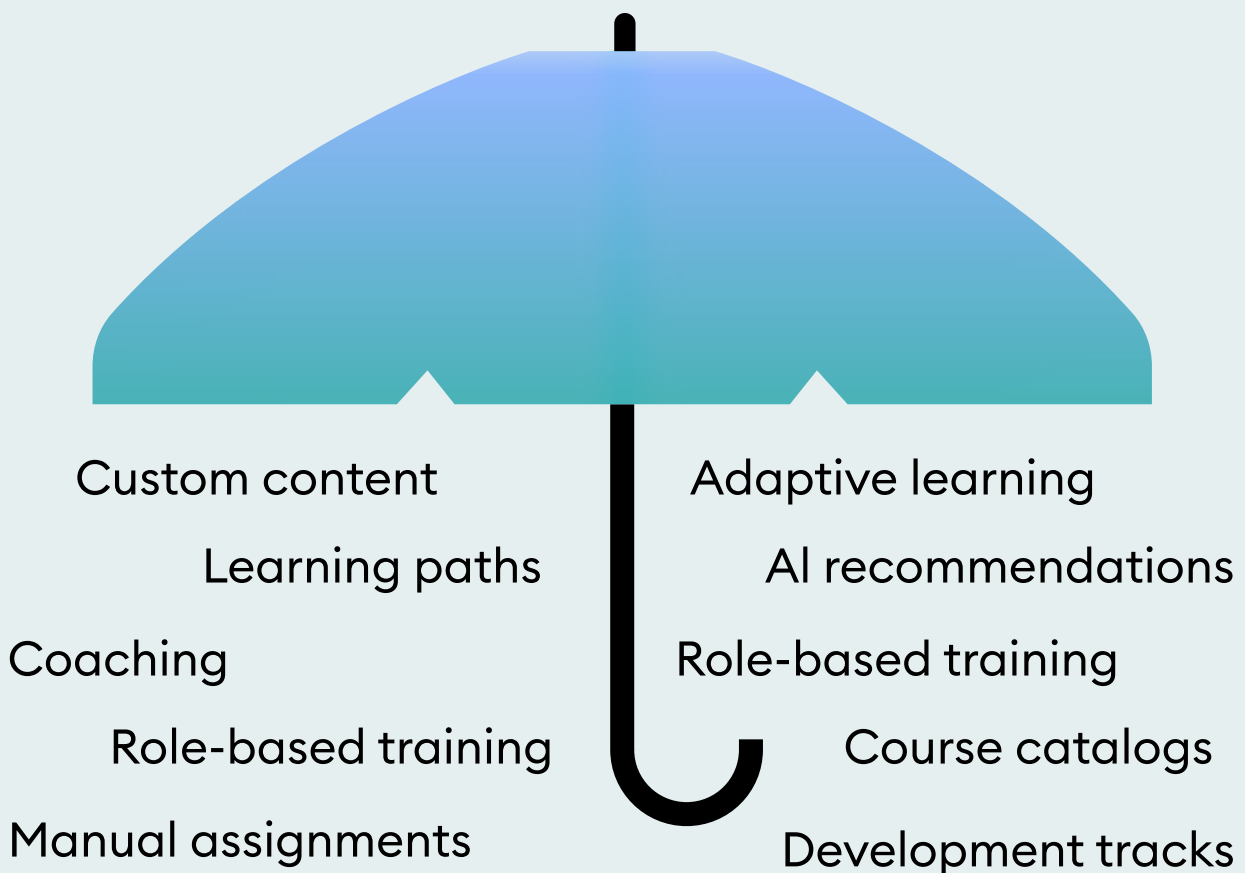 Custom content
Adaptive learning
Learning paths
AI recommendations
Coaching
Role-based training
Role-based training
Course catalogs
Manual assignments
Development tracks